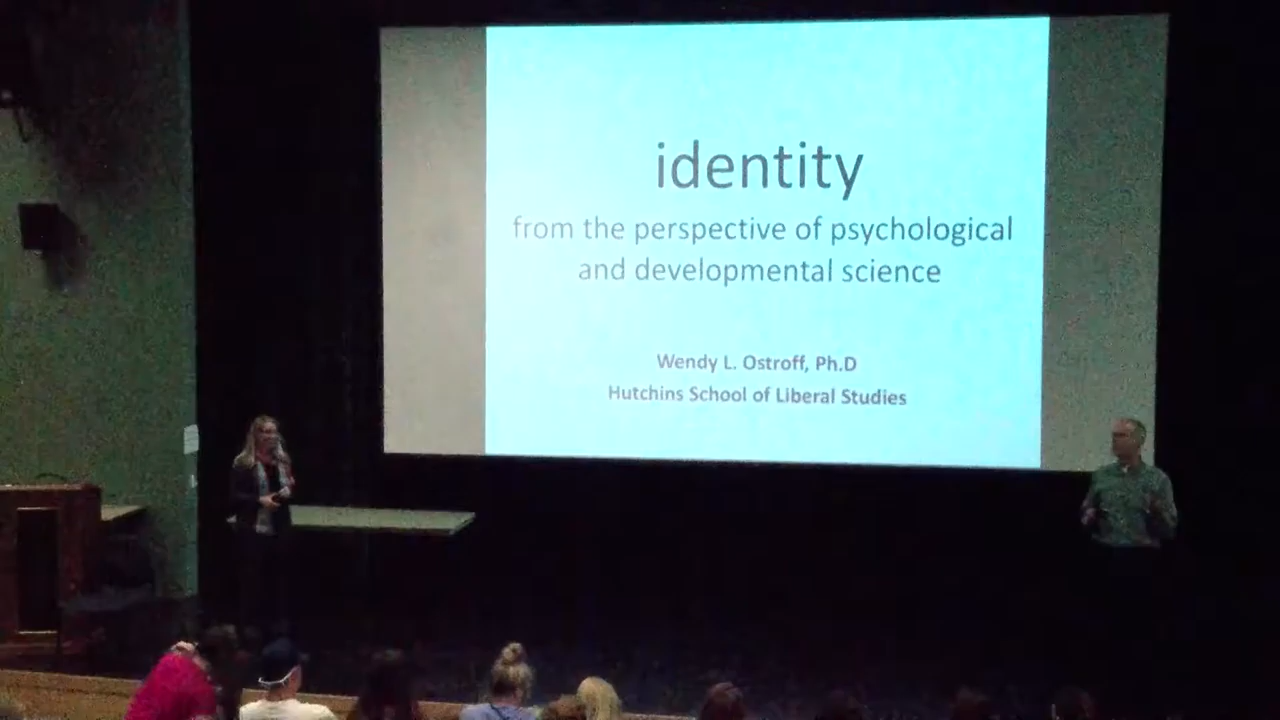 identity
from the perspective of psychological
and developmental science
Wendy L. Ostroff, Ph.D
Hutchins School of Liberal Studies